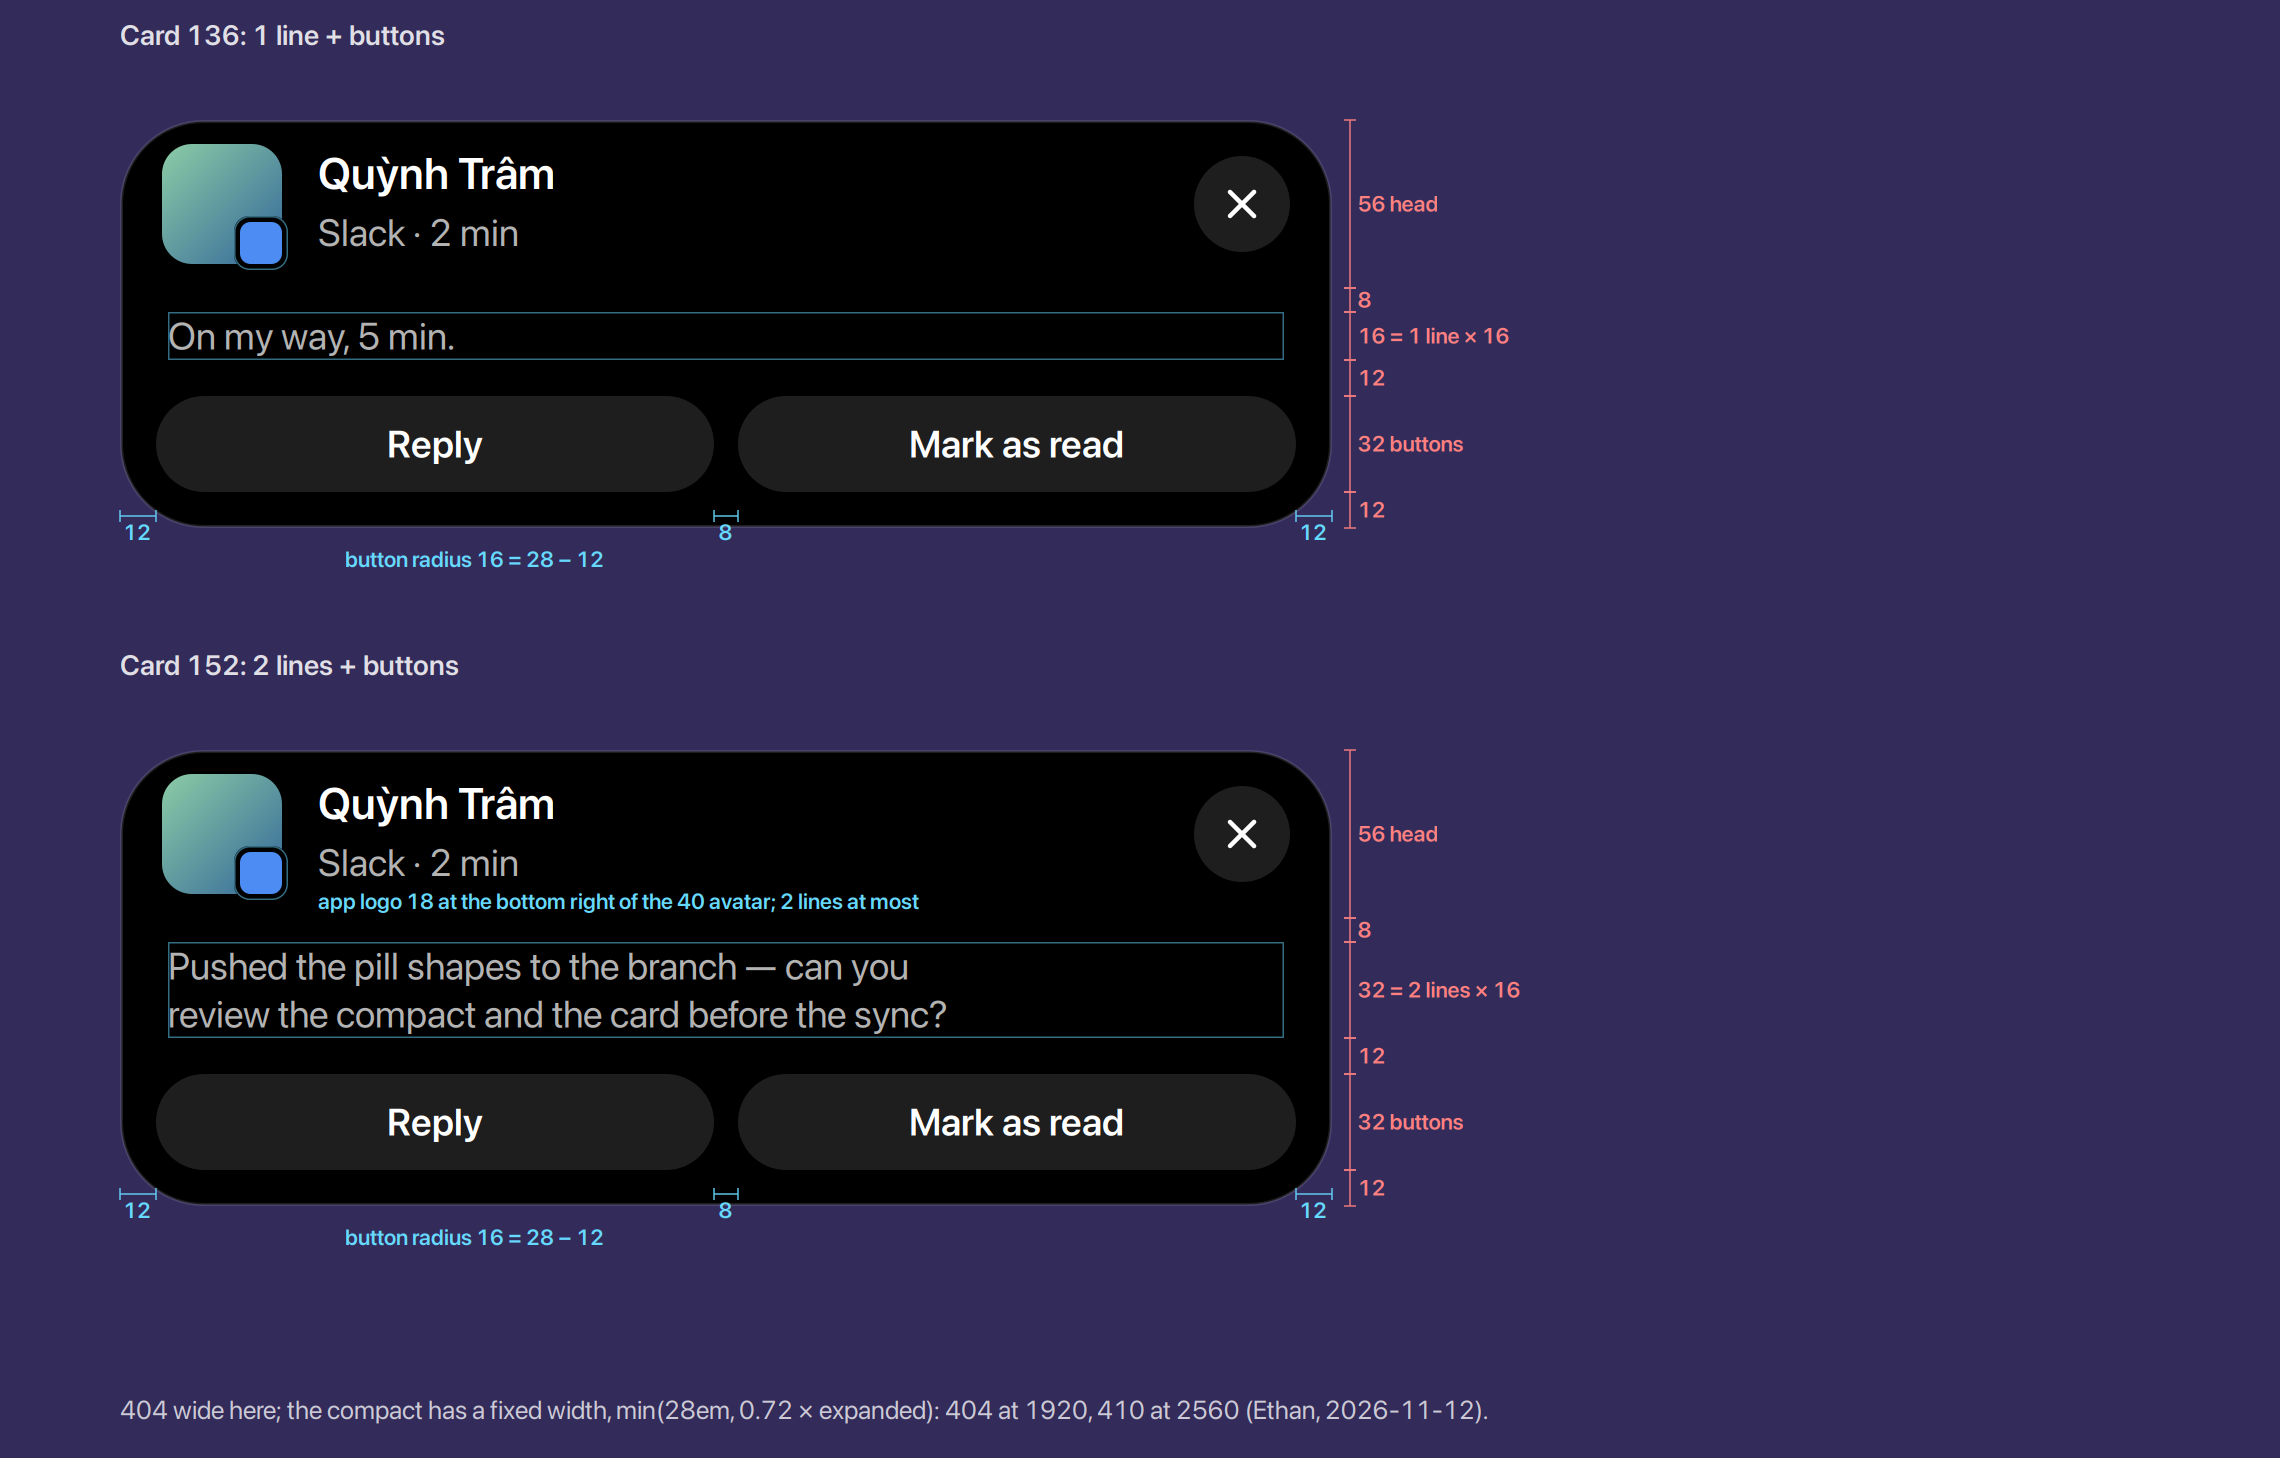 Card 136: 1 line + buttons
Quỳnh Trâm
Slack · 2 min
56 head
8
On my way, 5 min.
16 = 1 line × 16
12
Reply
Mark as read
32 buttons
12
12
8
12
button radius 16 = 28 – 12
Card 152: 2 lines + buttons
Quỳnh Trâm
Slack · 2 min
56 head
app logo 18 at the bottom right of the 40 avatar; 2 lines at most
8
Pushed the pill shapes to the branch — can you
review the compact and the card before the sync?
32 = 2 lines × 16
12
Reply
Mark as read
32 buttons
12
12
8
12
button radius 16 = 28 – 12
404 wide here; the compact has a fixed width, min(28em, 0.72 × expanded): 404 at 1920, 410 at 2560 (Ethan, 2026-11-12).